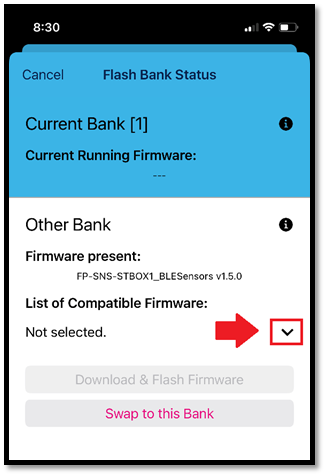 8:30
Cancel Flash Bank Status
Current Bank [1]
Current Running Firmware:
---
Other Bank
Firmware present:
FP-SNS-STBOX1_BLESensors v1.5.0
List of Compatible Firmware:
Not selected.
Download & Flash Firmware
Swap to this Bank